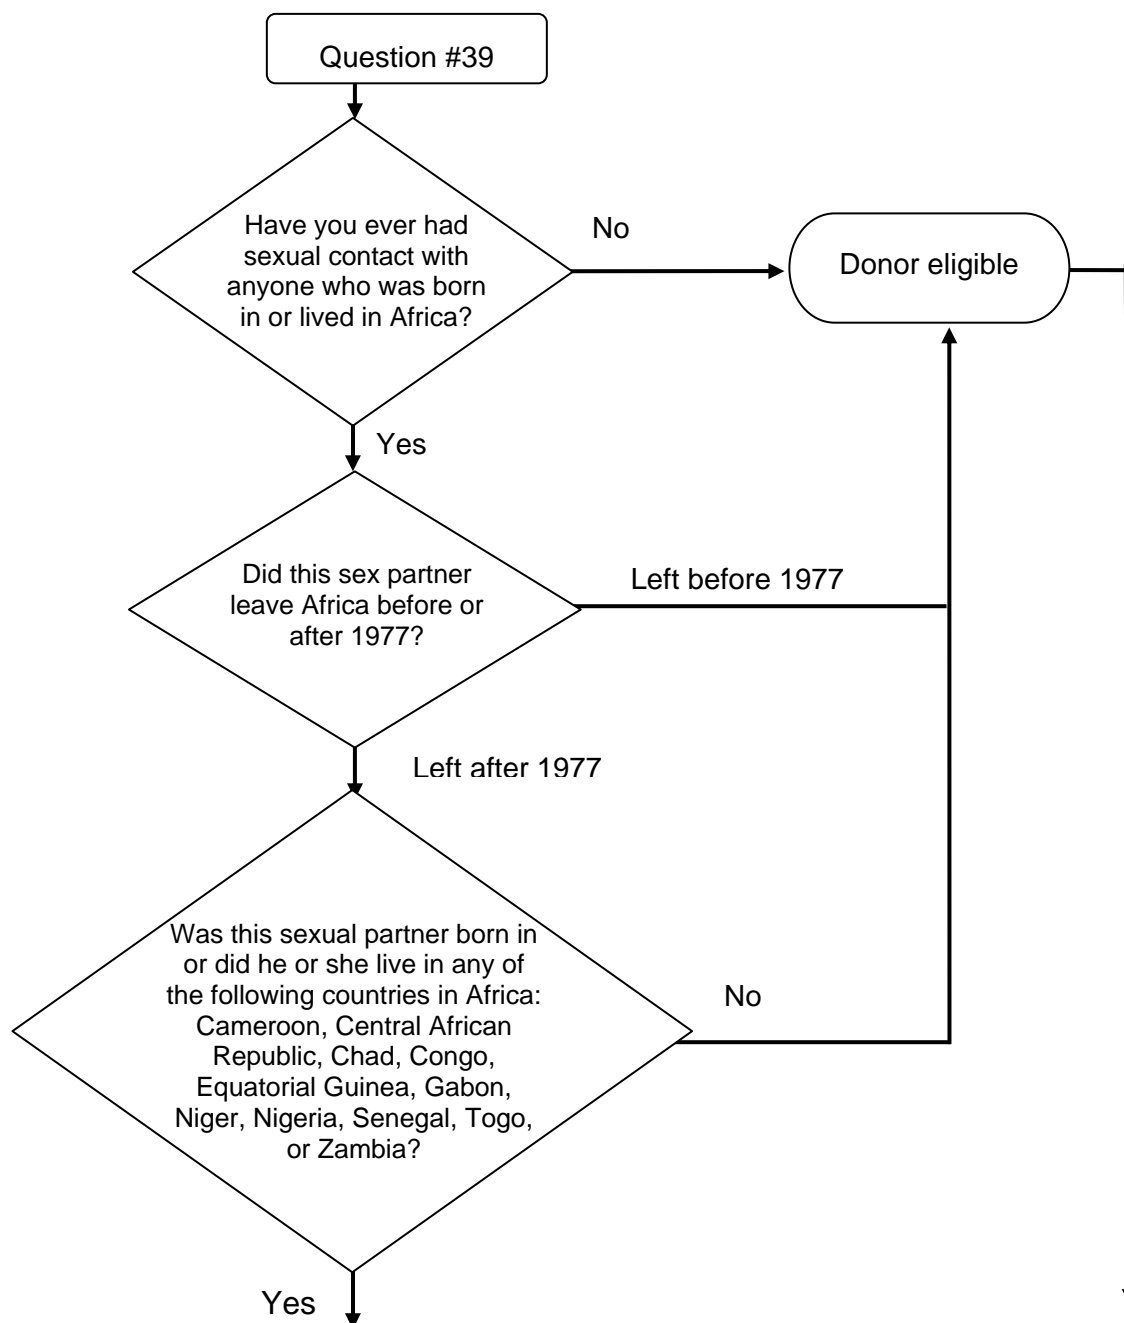 Question #39
Have you ever had
sexual contact with
anyone who was born
in or lived in Africa?
No
Donor eligible
Yes
Did this sex partner
leave Africa before or
after 1977?
Left before 1977
Left after 1977
Was this sexual partner born in
or did he or she live in any of
the following countries in Africa:
Cameroon, Central African
Republic, Chad, Congo,
Equatorial Guinea, Gabon,
Niger, Nigeria, Senegal, Togo,
or Zambia?
No
Yes